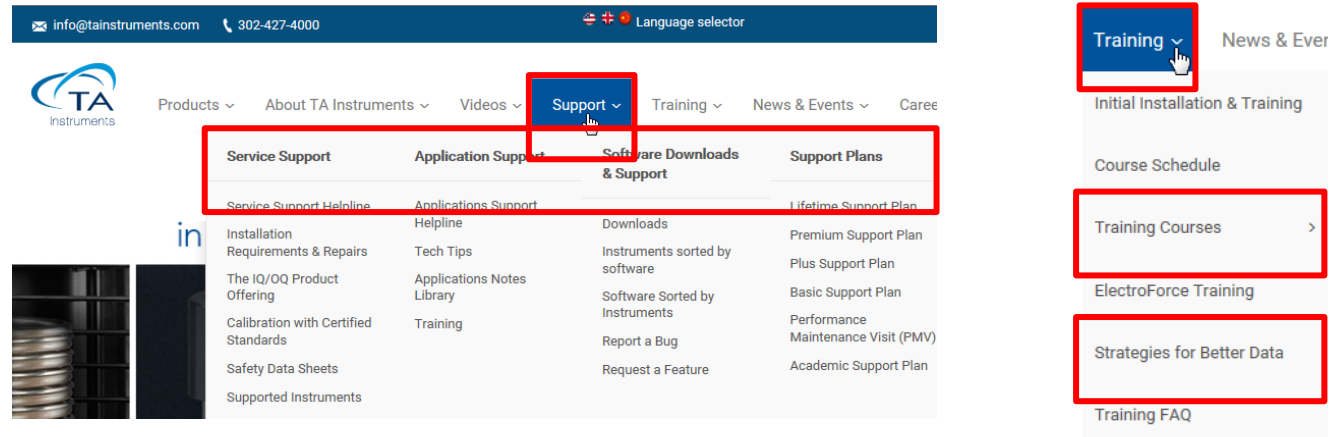 info@tainstruments.com 302-427-4000 Language selector
TA
Instruments
Products About TA Instruments Videos Support Training News & Events Caree
Service Support
Service Support Helpline
Installation
Requirements & Repairs
The IQ/OQ Product
Offering
Calibration with Certified
Standards
Safety Data Sheets
Supported Instruments
Application Support
Applications Support
Helpline
Tech Tips
Applications Notes
Library
Training
Software Downloads
& Support
Downloads
Instruments sorted by
software
Software Sorted by
Instruments
Report a Bug
Request a Feature
Support Plans
Lifetime Support Plan
Premium Support Plan
Plus Support Plan
Basic Support Plan
Performance
Maintenance Visit (PMV)
Academic Support Plan
in
Training News & Ever
Initial Installation & Training
Course Schedule
Training Courses >
ElectroForce Training
Strategies for Better Data
Training FAQ